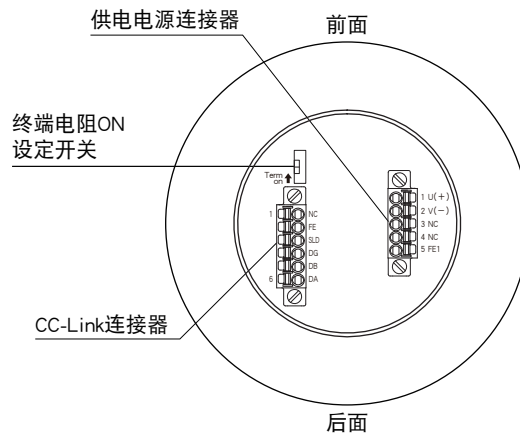 供电电源连接器
前面
终端电阻ON
设定开关
Term
on
1
NC
FE
SLD
DG
DB
6
DA
1 U(+)
2 V(−)
3 NC
4 NC
5 FE1
CC-Link连接器
后面